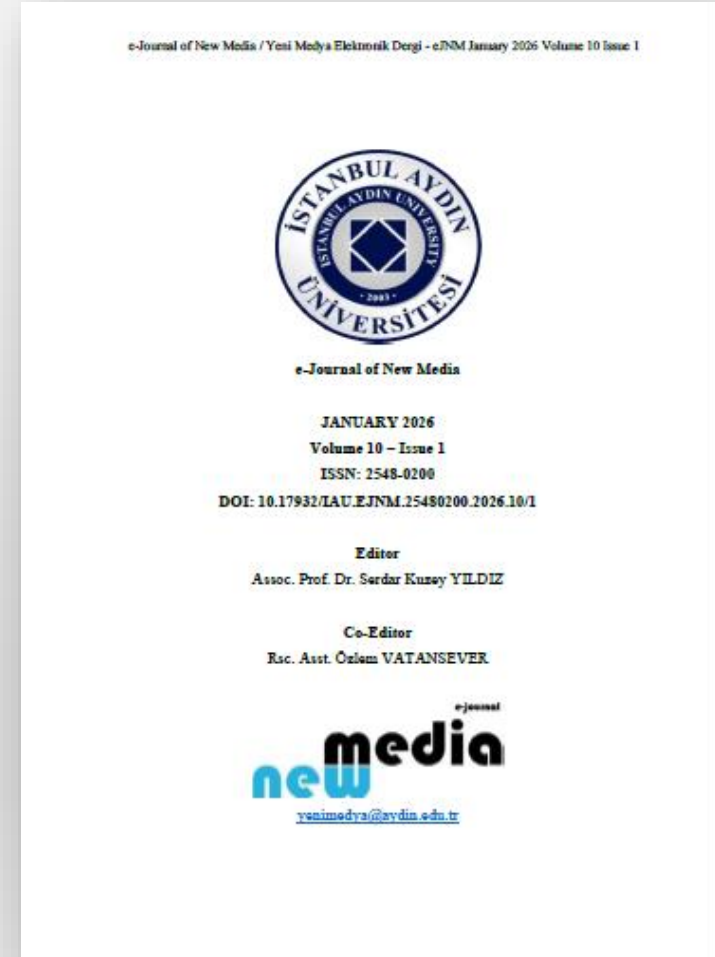 e-Journal of New Media / Yeni Medya Elektronik Dergi - eJNM January 2026 Volume 10 Issue 1
İSTANBUL AYDIN
ÜNİVERSİTESİ
ISTANBUL AYDIN UNIVERSITY
• 2003 •
e-Journal of New Media
JANUARY 2026
Volume 10 – Issue 1
ISSN: 2548-0200
DOI: 10.17932/IAU.EJNM.25480200.2026.10/1
Editor
Assoc. Prof. Dr. Serdar Kuzey YILDIZ
Co-Editor
Rsc. Asst. Özlem VATANSEVER
e-journal
new media
yenimedya@aydin.edu.tr